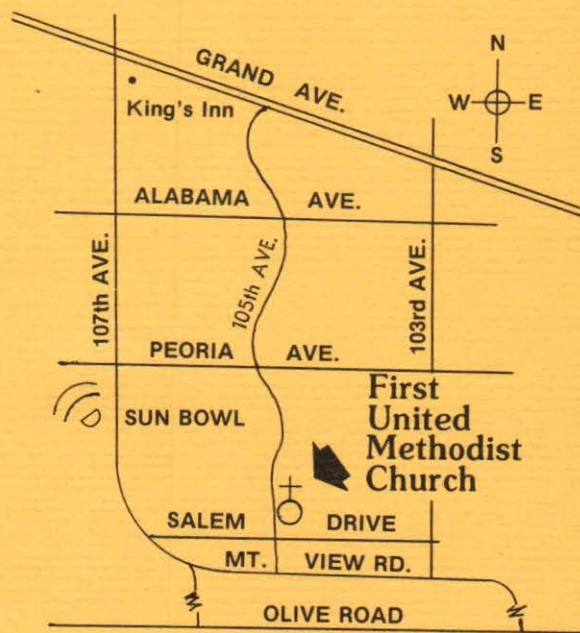 N
GRAND AVE.
W E
King's Inn
S
ALABAMA AVE.
107th AVE.
105th AVE.
103rd AVE.
PEORIA AVE.
First
United
Methodist
Church
SUN BOWL
SALEM DRIVE
MT. VIEW RD.
OLIVE ROAD